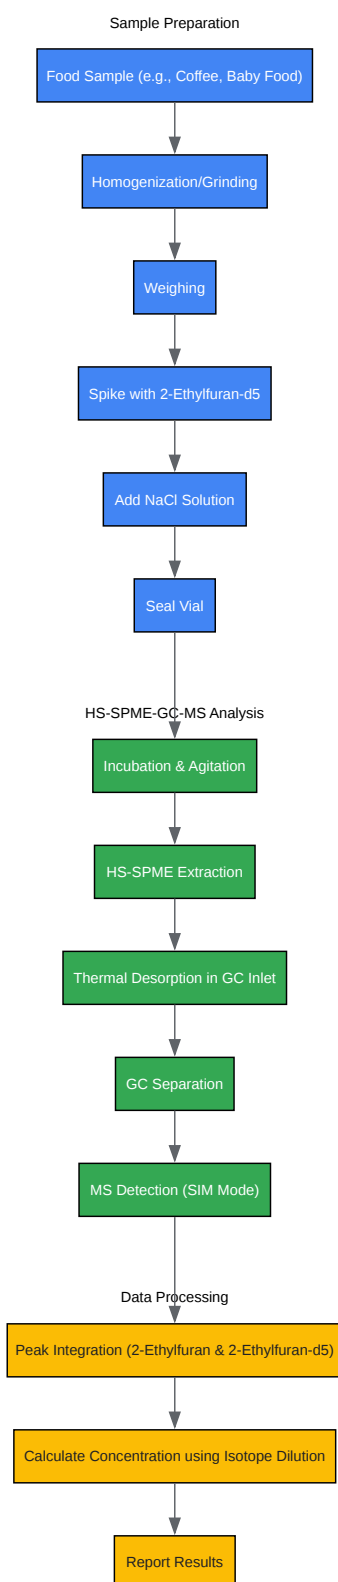 Sample Preparation
Food Sample (e.g., Coffee, Baby Food)
Homogenization/Grinding
Weighing
Spike with 2-Ethylfuran-d5
Add NaCl Solution
Seal Vial
HS-SPME-GC-MS Analysis
Incubation & Agitation
HS-SPME Extraction
Thermal Desorption in GC Inlet
GC Separation
MS Detection (SIM Mode)
Data Processing
Peak Integration (2-Ethylfuran & 2-Ethylfuran-d5)
Calculate Concentration using Isotope Dilution
Report Results